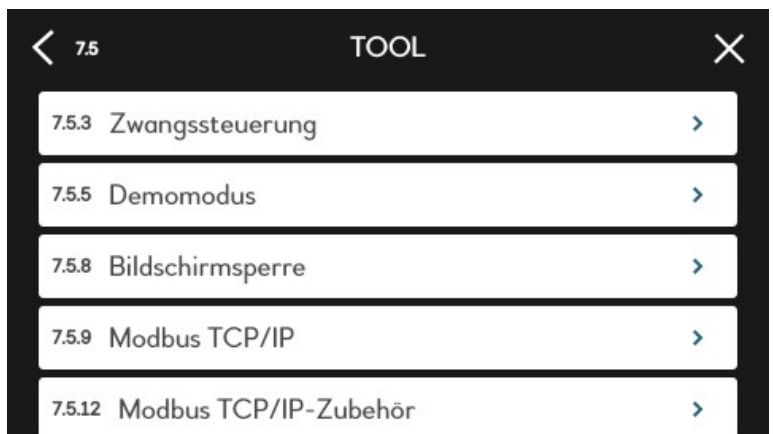 7.5 TOOL
7.5.3 Zwangssteuerung
7.5.5 Demomodus
7.5.8 Bildschirmsperre
7.5.9 Modbus TCP/IP
7.5.12 Modbus TCP/IP-Zubehör